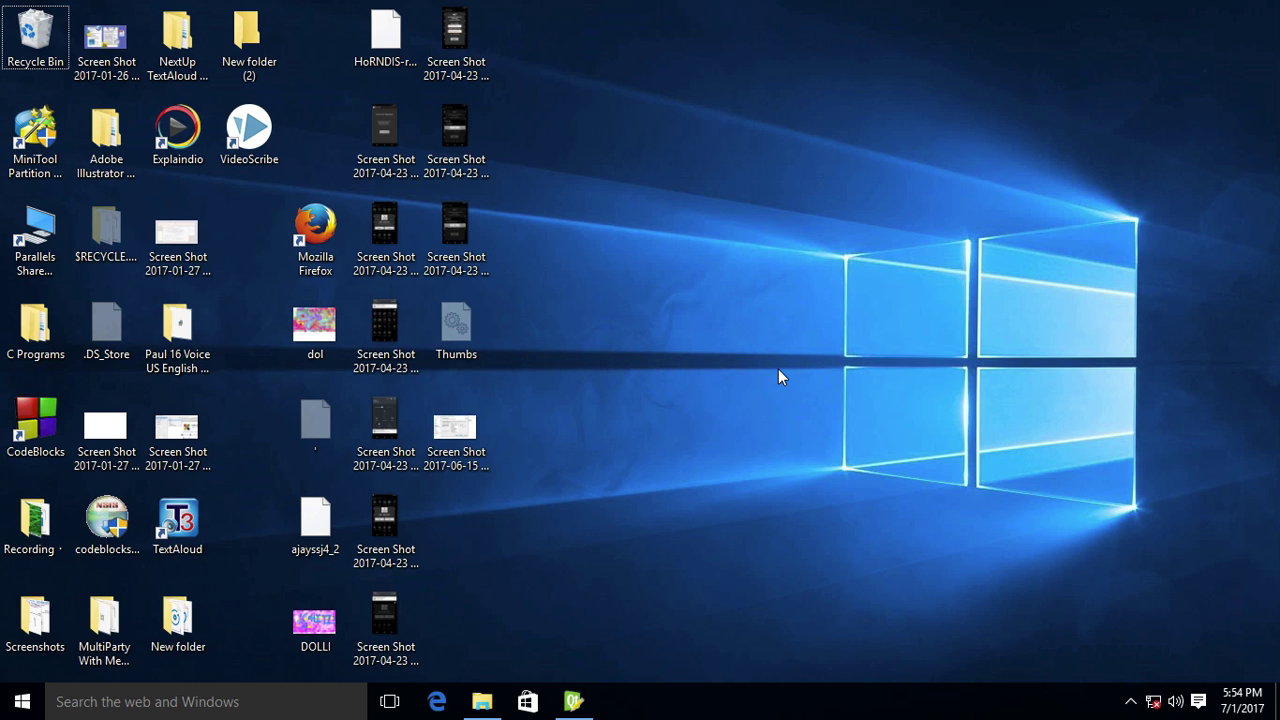 Recycle Bin
Screen Shot
2017-01-26 ...
NextUp
TextAloud ...
New folder
(2)
HoRNDIS-r...
Screen Shot
2017-04-23 ...
MiniTool
Partition ...
Adobe
Illustrator ...
Explaindio
VideoScribe
Screen Shot
2017-04-23 ...
Screen Shot
2017-04-23 ...
Parallels
Share...
$RECYCLE....
Screen Shot
2017-01-27 ...
Mozilla
Firefox
Screen Shot
2017-04-23 ...
Screen Shot
2017-04-23 ...
C Programs
.DS_Store
Paul 16 Voice
US English ...
dol
Screen Shot
2017-04-23 ...
Thumbs
CodeBlocks
Screen Shot
2017-01-27 ...
Screen Shot
2017-01-27 ...
'
Screen Shot
2017-04-23 ...
Screen Shot
2017-06-15 ...
Recording
codeblocks...
TextAloud
ajayssj4_2
Screen Shot
2017-04-23 ...
Screenshots
MultiParty
With Me...
New folder
DOLLI
Screen Shot
2017-04-23 ...
Search the web and Windows
5:54 PM
7/1/2017